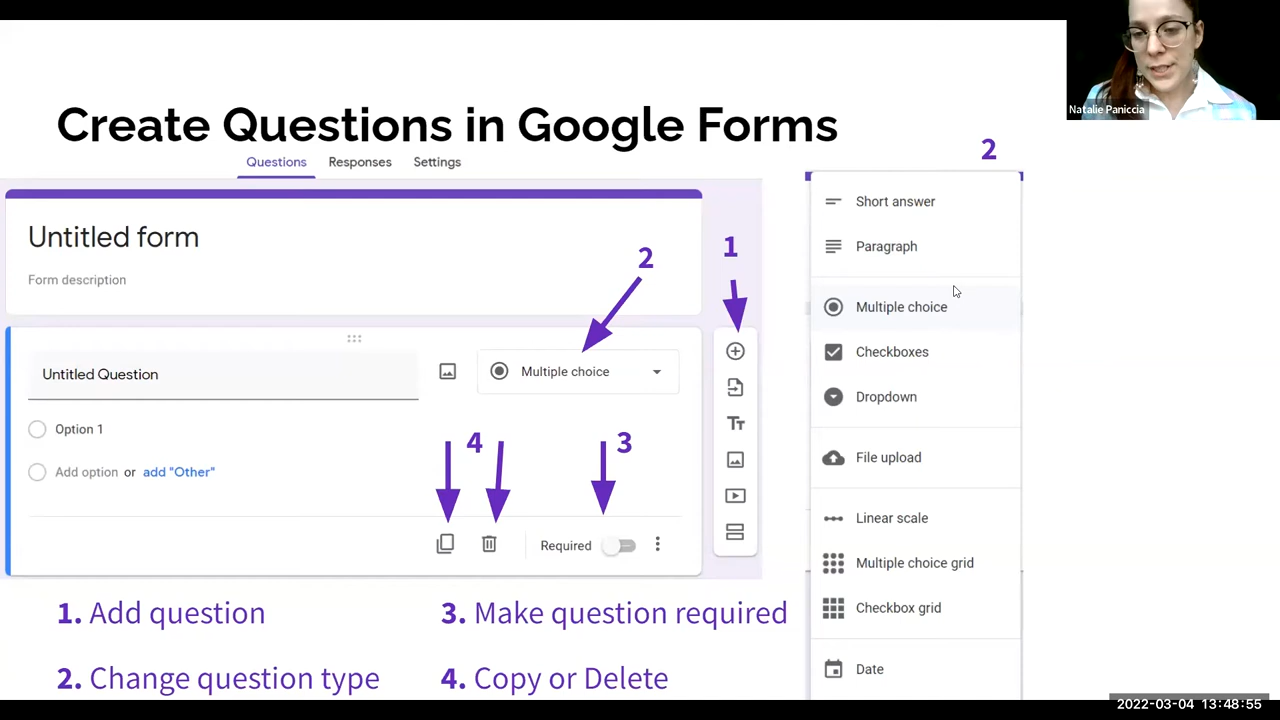 Natalie Paniccia
Create Questions in Google Forms
Questions Responses Settings
2
Untitled form
Form description
2
1
Untitled Question
Multiple choice
Option 1
Add option or add "Other"
4
3
Required
Tt
Short answer
Paragraph
Multiple choice
Checkboxes
Dropdown
File upload
Linear scale
Multiple choice grid
Checkbox grid
Date
1. Add question
3. Make question required
2. Change question type
4. Copy or Delete
2022-03-04 13:48:55